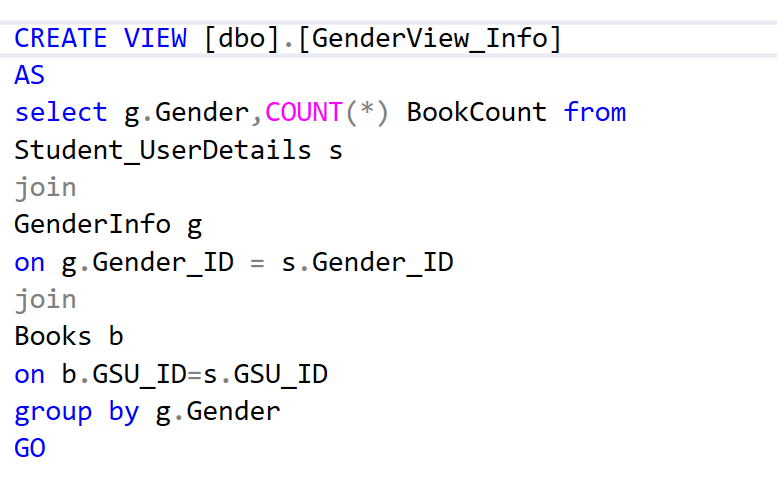 CREATE VIEW [dbo].[GenderView_Info]
AS
select g.Gender,COUNT(*) BookCount from
Student_UserDetails s
join
GenderInfo g
on g.Gender_ID = s.Gender_ID
join
Books b
on b.GSU_ID=s.GSU_ID
group by g.Gender
GO